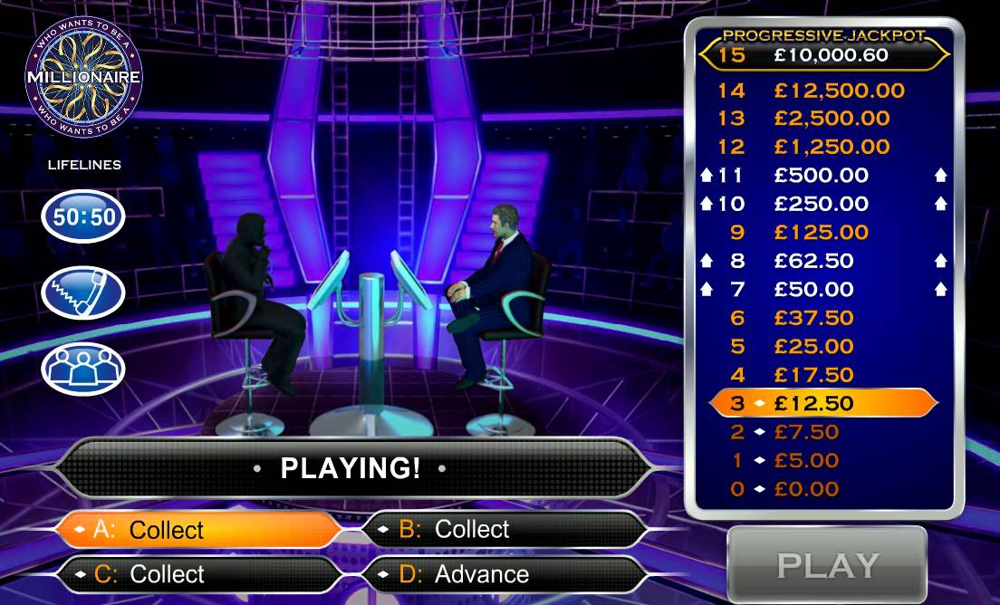 WHO WANTS TO BE A
MILLIONAIRE
WHO WANTS TO BE A
LIFELINES
50:50
PROGRESSIVE JACKPOT
15 £10,000.60
14 £12,500.00
13 £2,500.00
12 £1,250.00
11 £500.00
10 £250.00
9 £125.00
8 £62.50
7 £50.00
6 £37.50
5 £25.00
4 £17.50
3 £12.50
2 £7.50
1 £5.00
0 £0.00
• PLAYING! •
A: Collect
B: Collect
C: Collect
D: Advance
PLAY